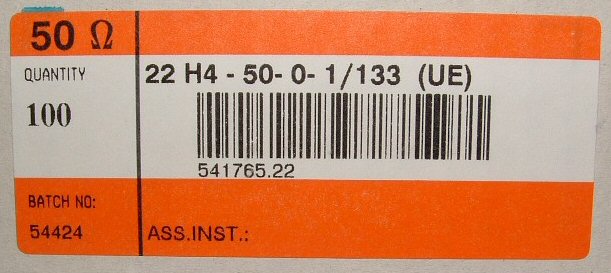 50 Ω
QUANTITY
100
22 H4 - 50- 0- 1/133 (UE)
541765.22
BATCH NO:
54424
ASS.INST.: